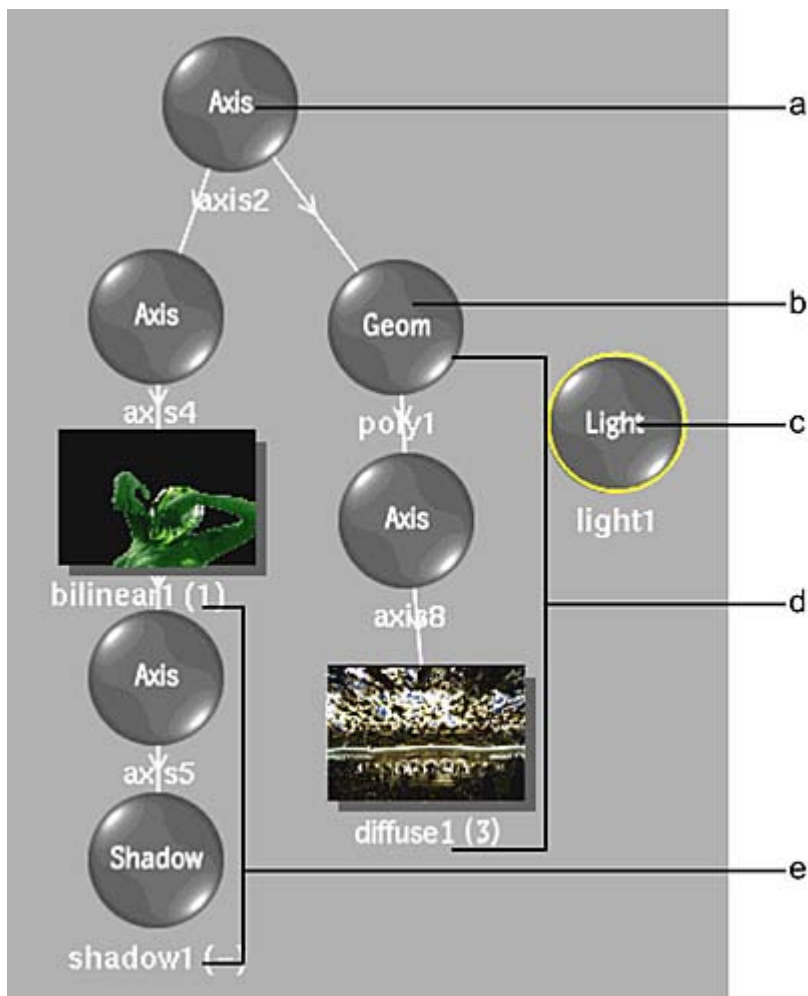 Axis
a
axis2
Axis
Geom
b
axis4
poly1
Light
c
Axis
light1
bilinear1 (1)
axis8
d
Axis
axis5
diffuse1 (3)
Shadow
e
shadow1 (-)